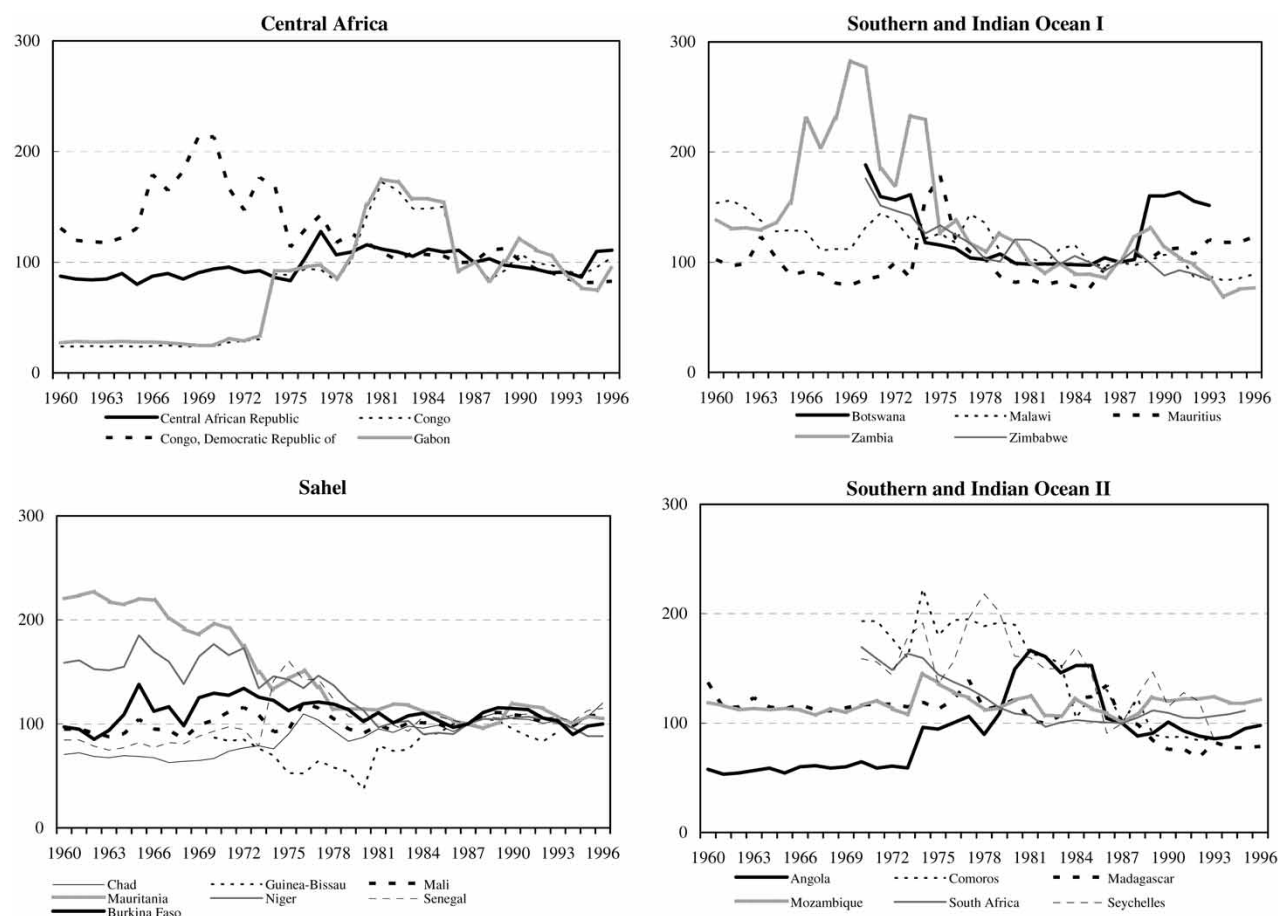 Central Africa
300
200
100
0
1960 1963 1966 1969 1972 1975 1978 1981 1984 1987 1990 1993 1996
Central African Republic Congo
Congo, Democratic Republic of Gabon
Southern and Indian Ocean I
300
200
100
0
1960 1963 1966 1969 1972 1975 1978 1981 1984 1987 1990 1993 1996
Botswana Malawi Mauritius
Zambia Zimbabwe
Sahel
300
200
100
0
1960 1963 1966 1969 1972 1975 1978 1981 1984 1987 1990 1993 1996
Chad Guinea-Bissau Mali
Mauritania Niger Senegal
Burkina Faso
Southern and Indian Ocean II
300
200
100
0
1960 1963 1966 1969 1972 1975 1978 1981 1984 1987 1990 1993 1996
Angola Comoros Madagascar
Mozambique South Africa Seychelles